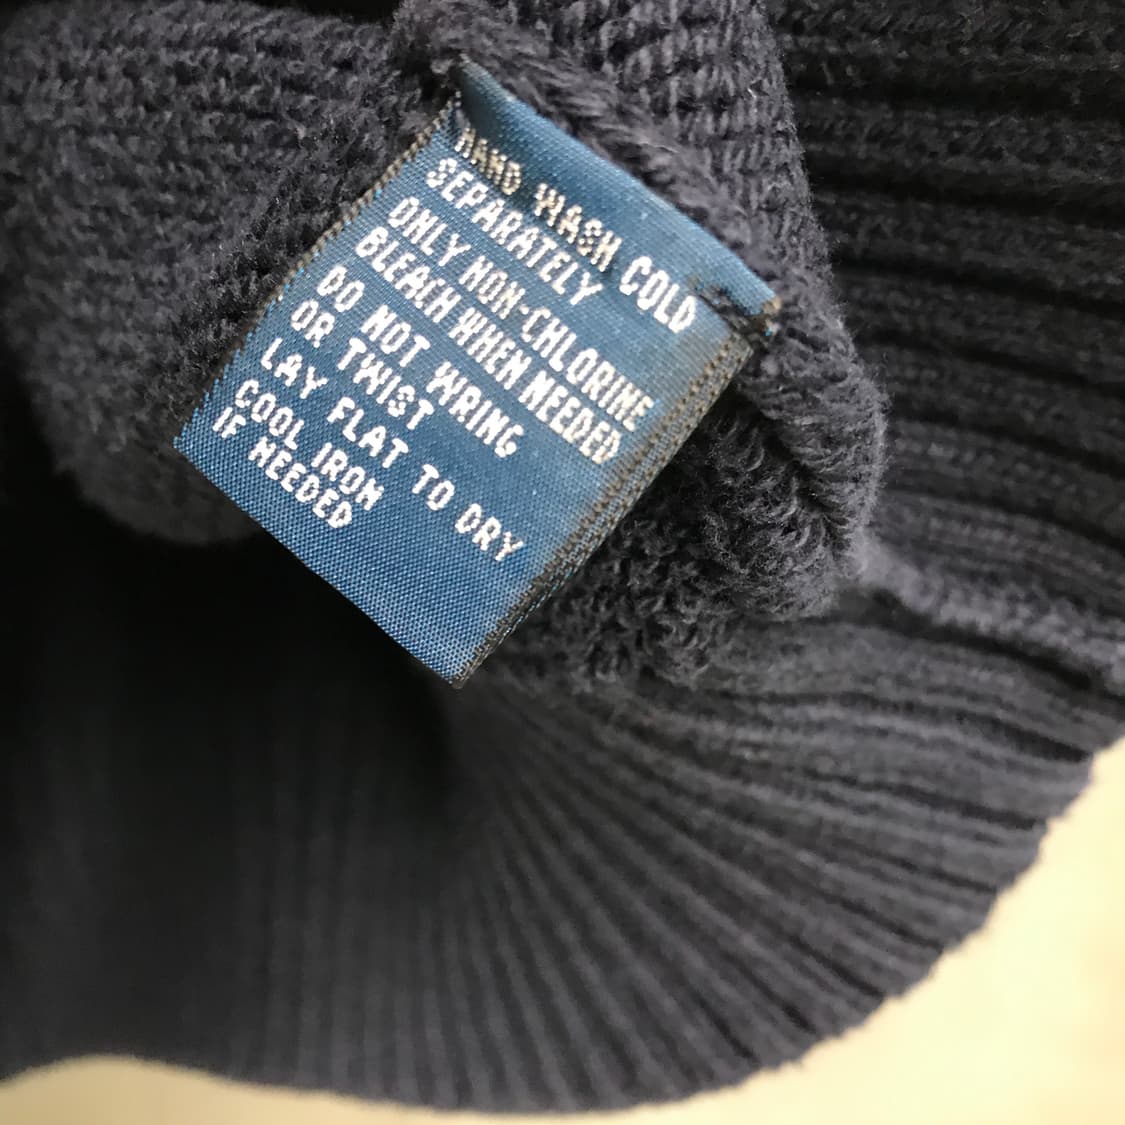 HAND WASH COLD
SEPARATELY
ONLY NON-CHLORINE
BLEACH WHEN NEEDED
DO NOT WRING
OR TWIST
LAY FLAT TO DRY
COOL IRON
IF NEEDED